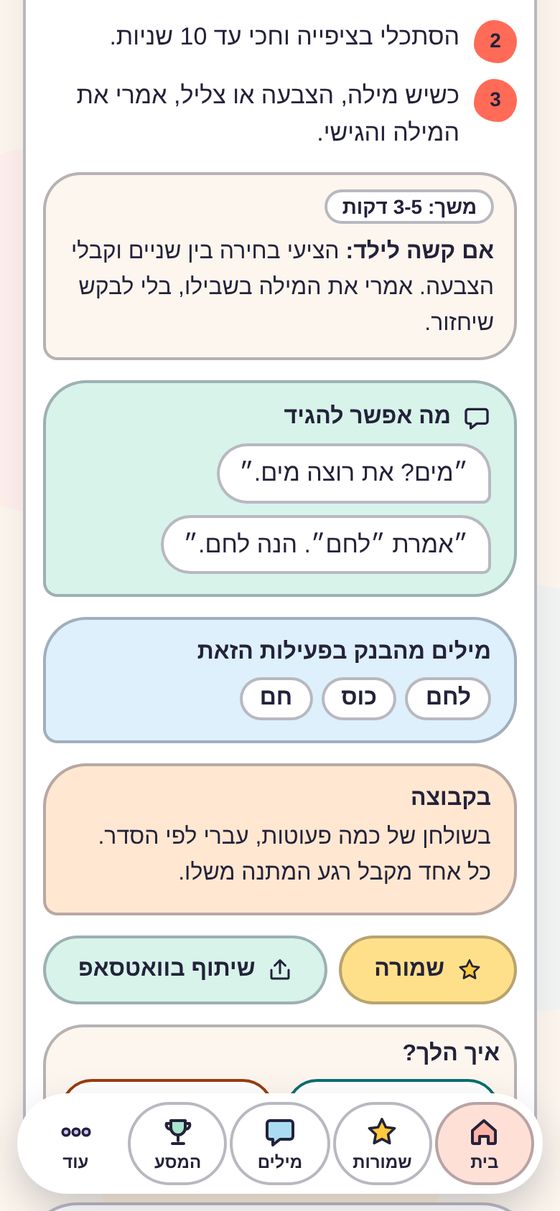 2
הסתכלי בציפייה וחכי עד 10 שניות.
3
כשיש מילה, הצבעה או צליל, אמרי את
המילה והגישי.
משך: 3-5 דקות
אם קשה לילד: הציעי בחירה בין שניים וקבלי
הצבעה. אמרי את המילה בשבילו, בלי לבקש
שיחזור.
מה אפשר להגיד
״מים? את רוצה מים.״
״אמרת ״לחם״. הנה לחם.״
מילים מהבנק בפעילות הזאת
לחם
כוס
חם
בקבוצה
בשולחן של כמה פעוטות, עברי לפי הסדר.
כל אחד מקבל רגע המתנה משלו.
שמורה
שיתוף בוואטסאפ
איך הלך?
בית
שמורות
מילים
המסע
עוד